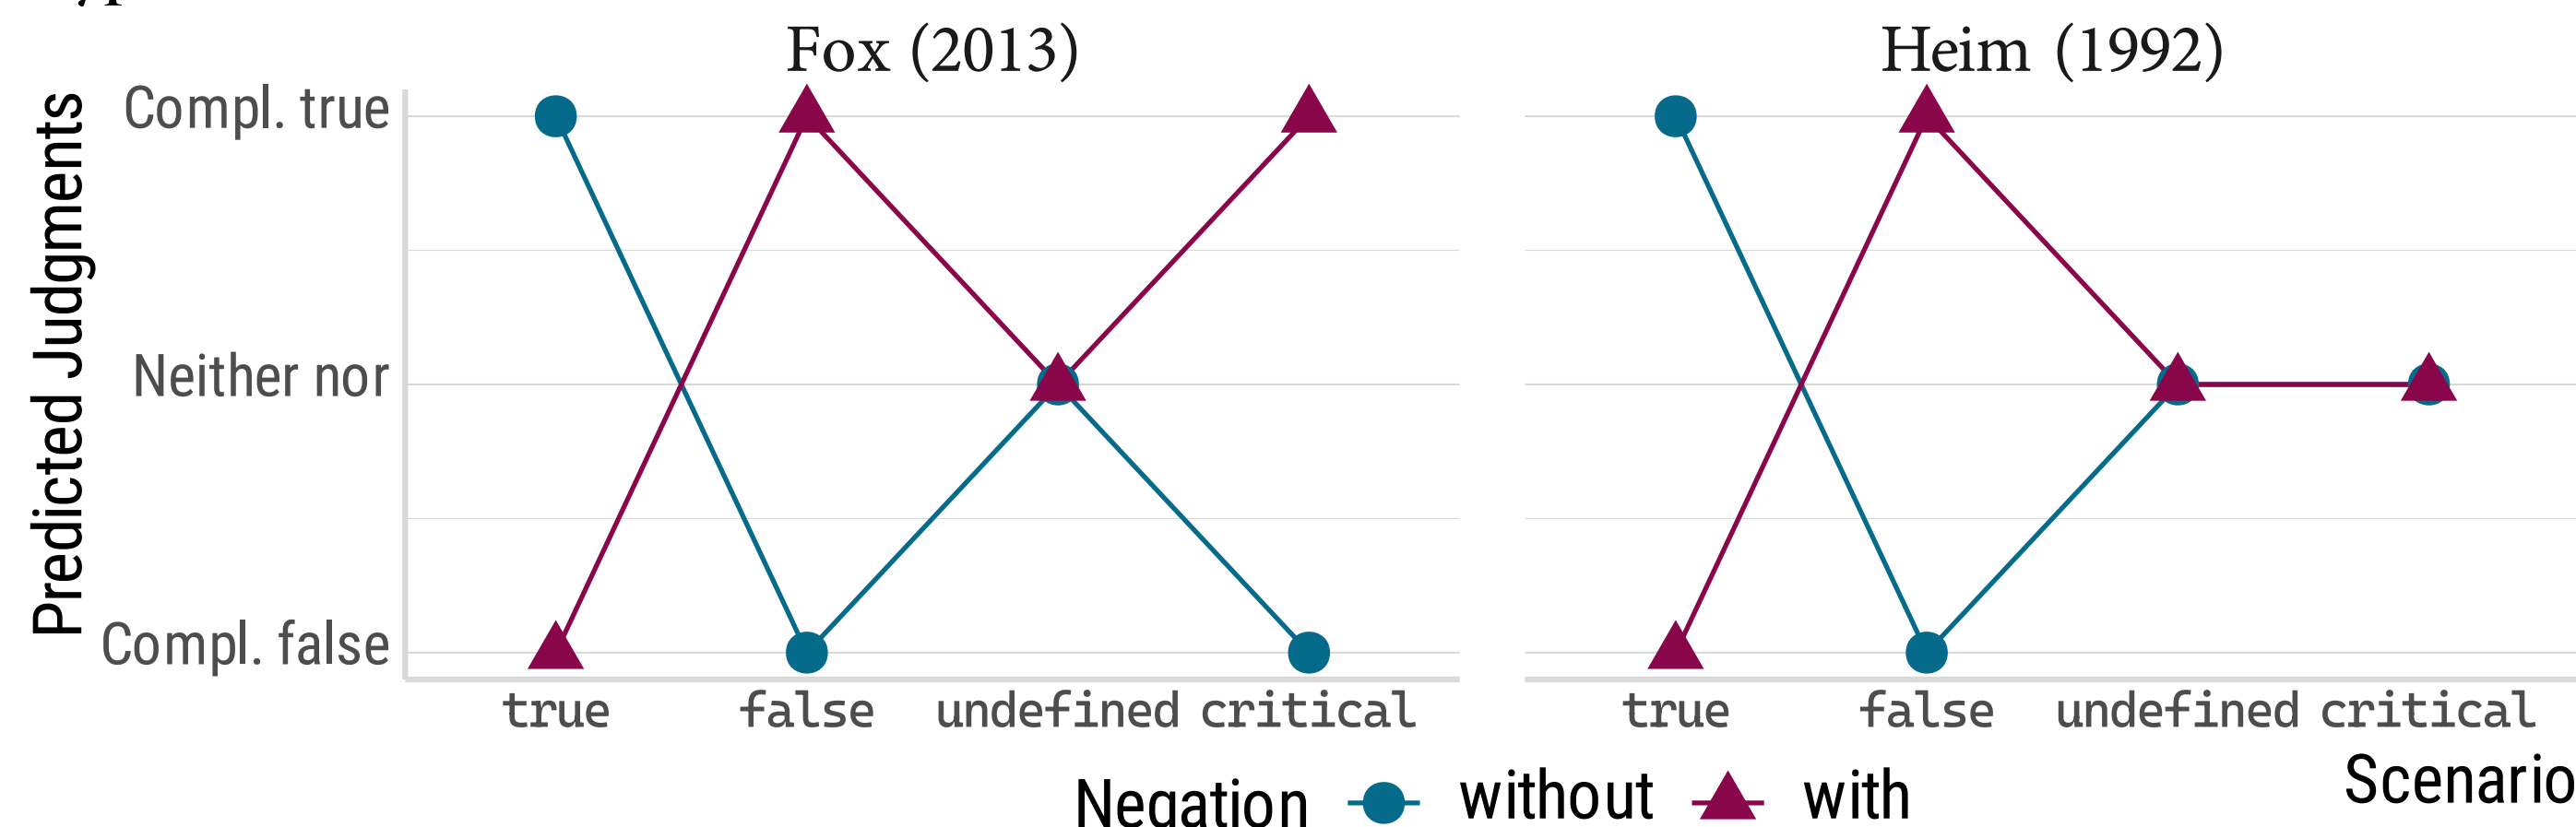 Fox (2013)
Heim (1992)
Predicted Judgments
Compl. true
Neither nor
Compl. false
true false undefined critical
true false undefined critical
Scenario
Negation without with